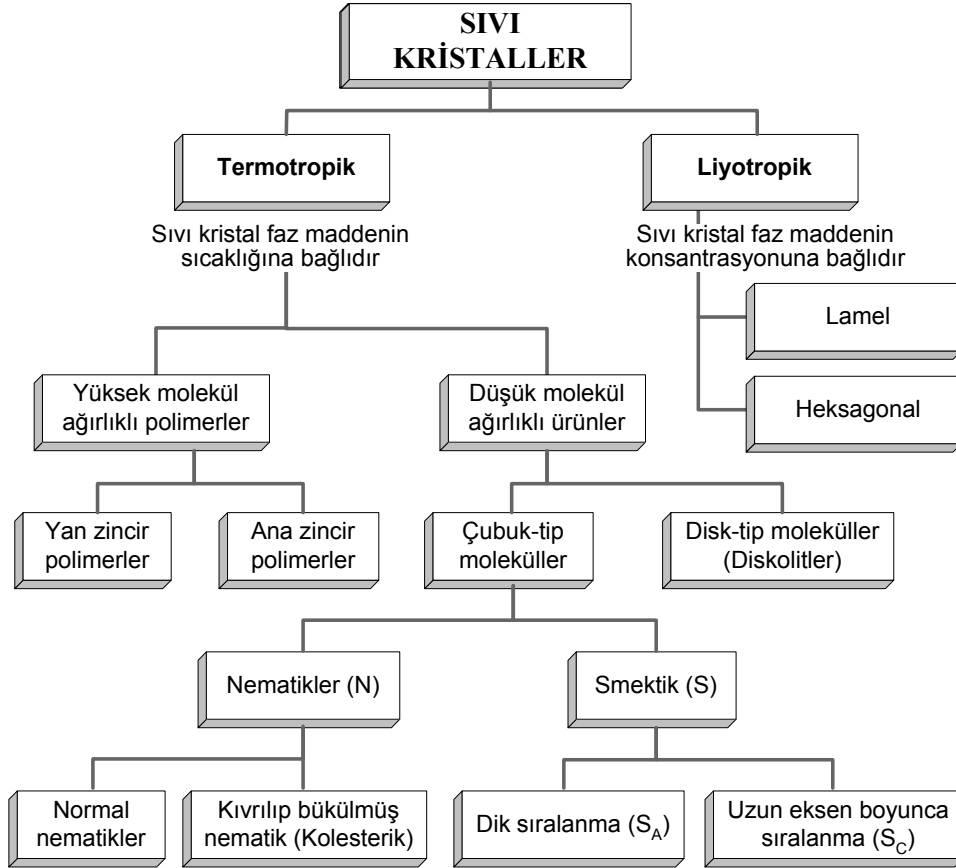 SIVI
KRİSTALLER
Termotropik
Liyotropik
Sıvı kristal faz maddenin
sıcaklığına bağlıdır
Sıvı kristal faz maddenin
konsantrasyonuna bağlıdır
Lamel
Heksagonal
Yüksek molekül
ağırlıklı polimerler
Düşük molekül
ağırlıklı ürünler
Yan zincir
polimerler
Ana zincir
polimerler
Çubuk-tip
moleküller
Disk-tip moleküller
(Diskolitler)
Nematikler (N)
Smektik (S)
Normal
nematikler
Kıvrılıp bükülmüş
nematik (Kolesterik)
Dik sıralanma (S_A)
Uzun eksen boyunca
sıralanma (S_C)